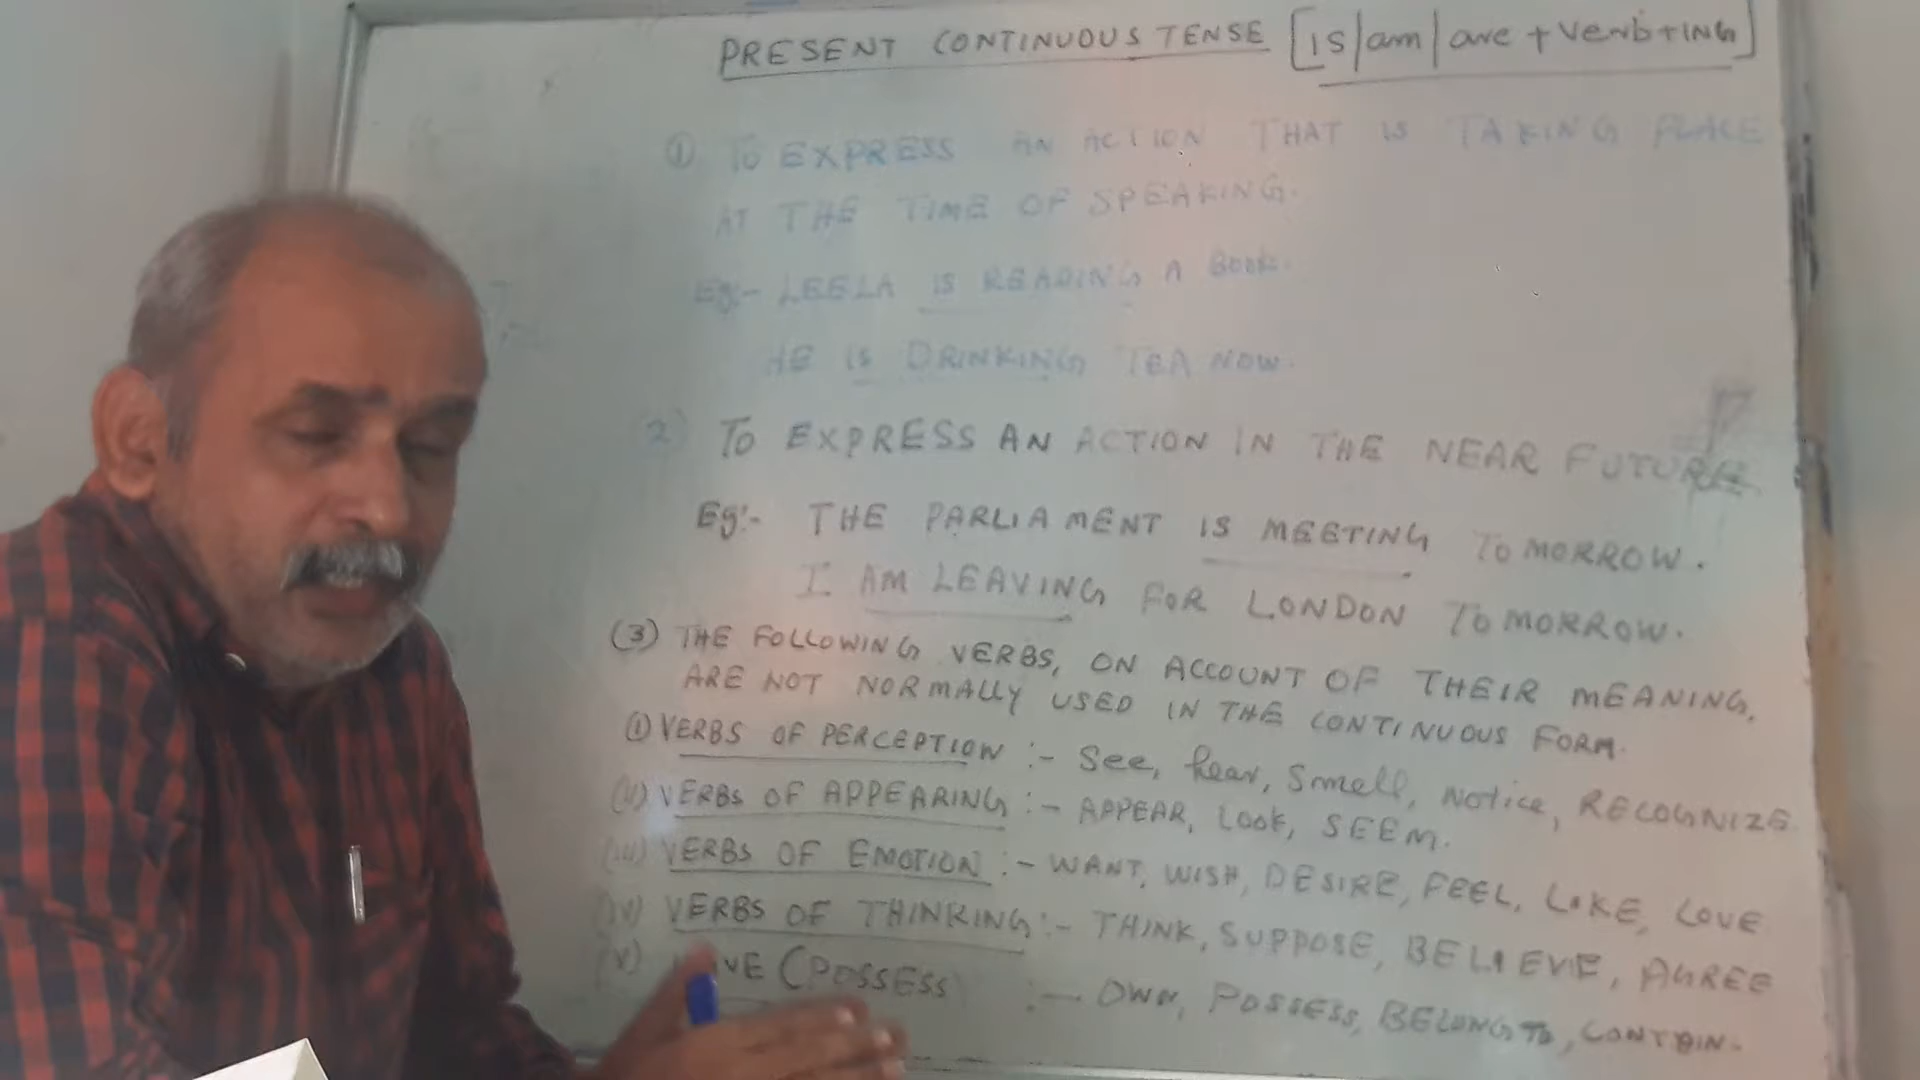 PRESENT CONTINUOUS TENSE [IS|am|are + verb+ING]
① TO EXPRESS AN ACTION THAT IS TAKING PLACE
AT THE TIME OF SPEAKING.
Eg:- LEELA IS READING A BOOK.
HE IS DRINKING TEA NOW.
2) TO EXPRESS AN ACTION IN THE NEAR FUTURE
Eg:- THE PARLIAMENT IS MEETING TOMORROW.
I AM LEAVING FOR LONDON TOMORROW.
(3) THE FOLLOWING VERBS, ON ACCOUNT OF THEIR MEANING,
ARE NOT NORMALLY USED IN THE CONTINUOUS FORM.
(i) VERBS OF PERCEPTION :- See, hear, Smell, Notice, RECOGNIZE
(ii) VERBS OF APPEARING :- APPEAR, LOOK, SEEM.
(iii) VERBS OF EMOTION :- WANT, WISH, DESIRE, FEEL, LIKE, LOVE
(iv) VERBS OF THINKING :- THINK, SUPPOSE, BELIEVE, AGREE
(v) (POSSESS) :- OWN, POSSESS, BELONG TO, CONTAIN.